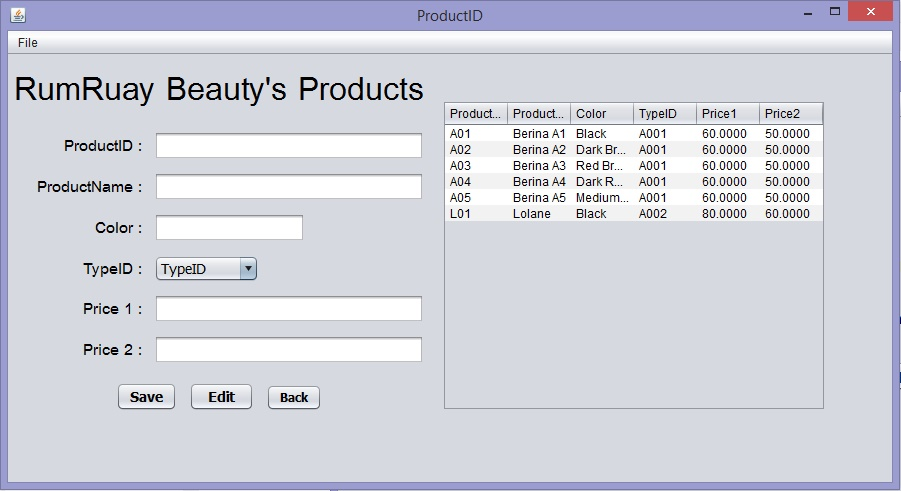 ProductID
File
RumRuay Beauty's Products
ProductID :
ProductName :
Color :
TypeID : TypeID
Price 1 :
Price 2 :
Save Edit Back
Product... Product... Color TypeID Price1 Price2
A01 Berina A1 Black A001 60.0000 50.0000
A02 Berina A2 Dark Br... A001 60.0000 50.0000
A03 Berina A3 Red Br... A001 60.0000 50.0000
A04 Berina A4 Dark R... A001 60.0000 50.0000
A05 Berina A5 Medium... A001 60.0000 50.0000
L01 Lolane Black A002 80.0000 60.0000